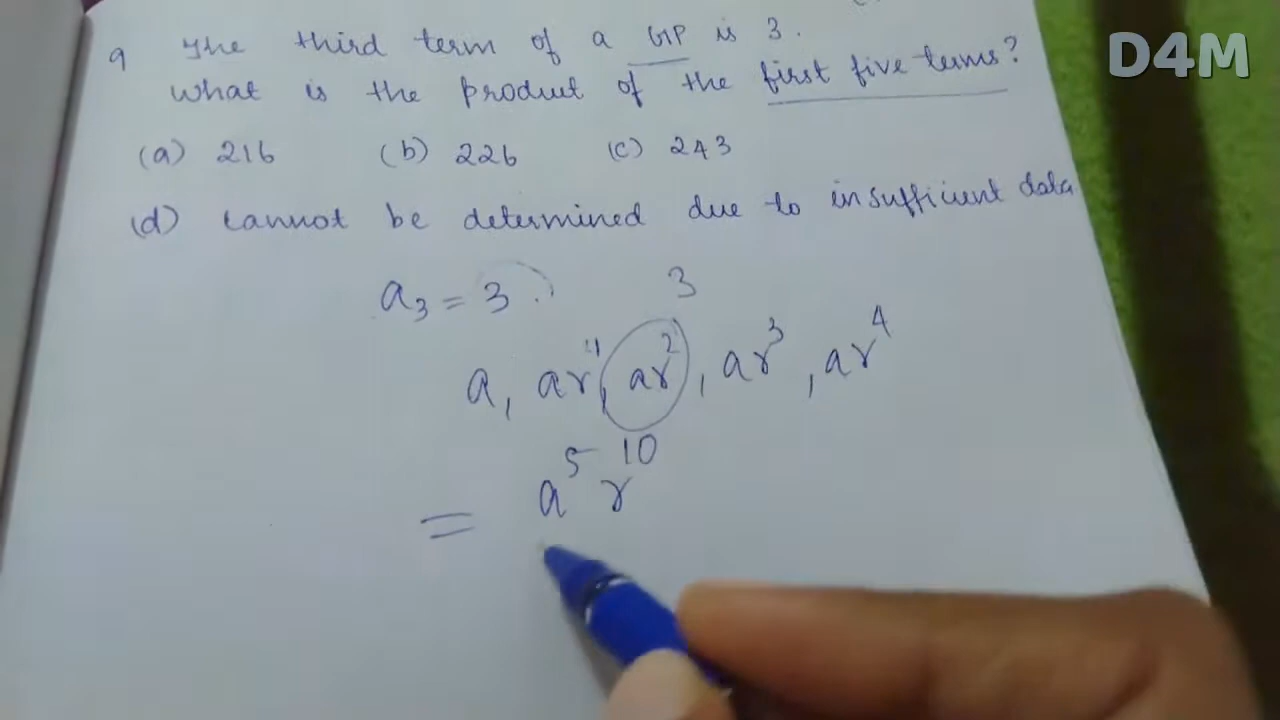 D4M
9 The third term of a GP is 3.
what is the product of the first five terms?
(a) 216 (b) 226 (c) 243
(d) cannot be determined due to insufficient data
a₃ = 3
3
a, ar¹, ar², ar³, ar⁴
= a⁵ r¹⁰